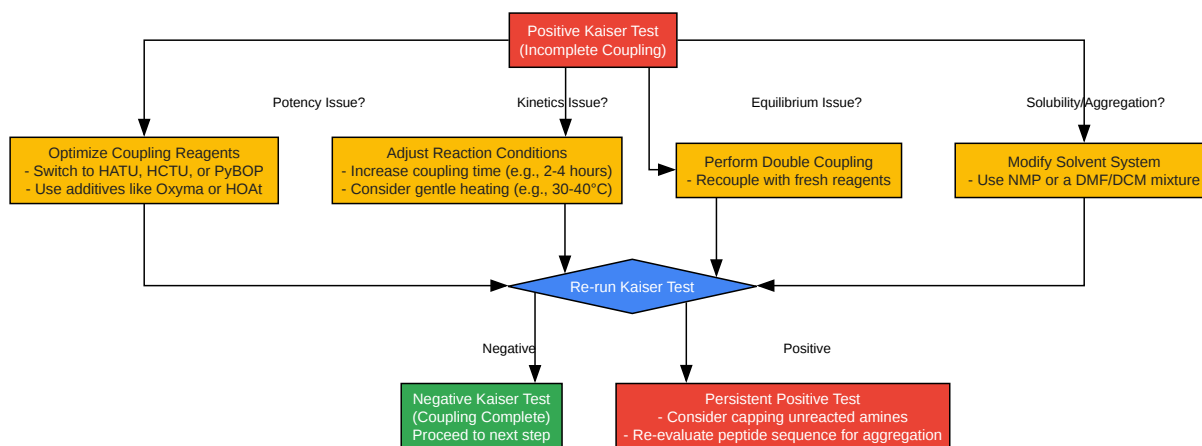 Positive Kaiser Test
(Incomplete Coupling)
Potency Issue?
Kinetics Issue?
Equilibrium Issue?
Solubility/Aggregation?
Optimize Coupling Reagents
- Switch to HATU, HCTU, or PyBOP
- Use additives like Oxyma or HOAt
Adjust Reaction Conditions
- Increase coupling time (e.g., 2-4 hours)
- Consider gentle heating (e.g., 30-40°C)
Perform Double Coupling
- Recouple with fresh reagents
Modify Solvent System
- Use NMP or a DMF/DCM mixture
Re-run Kaiser Test
Negative
Positive
Negative Kaiser Test
(Coupling Complete)
Proceed to next step
Persistent Positive Test
- Consider capping unreacted amines
- Re-evaluate peptide sequence for aggregation